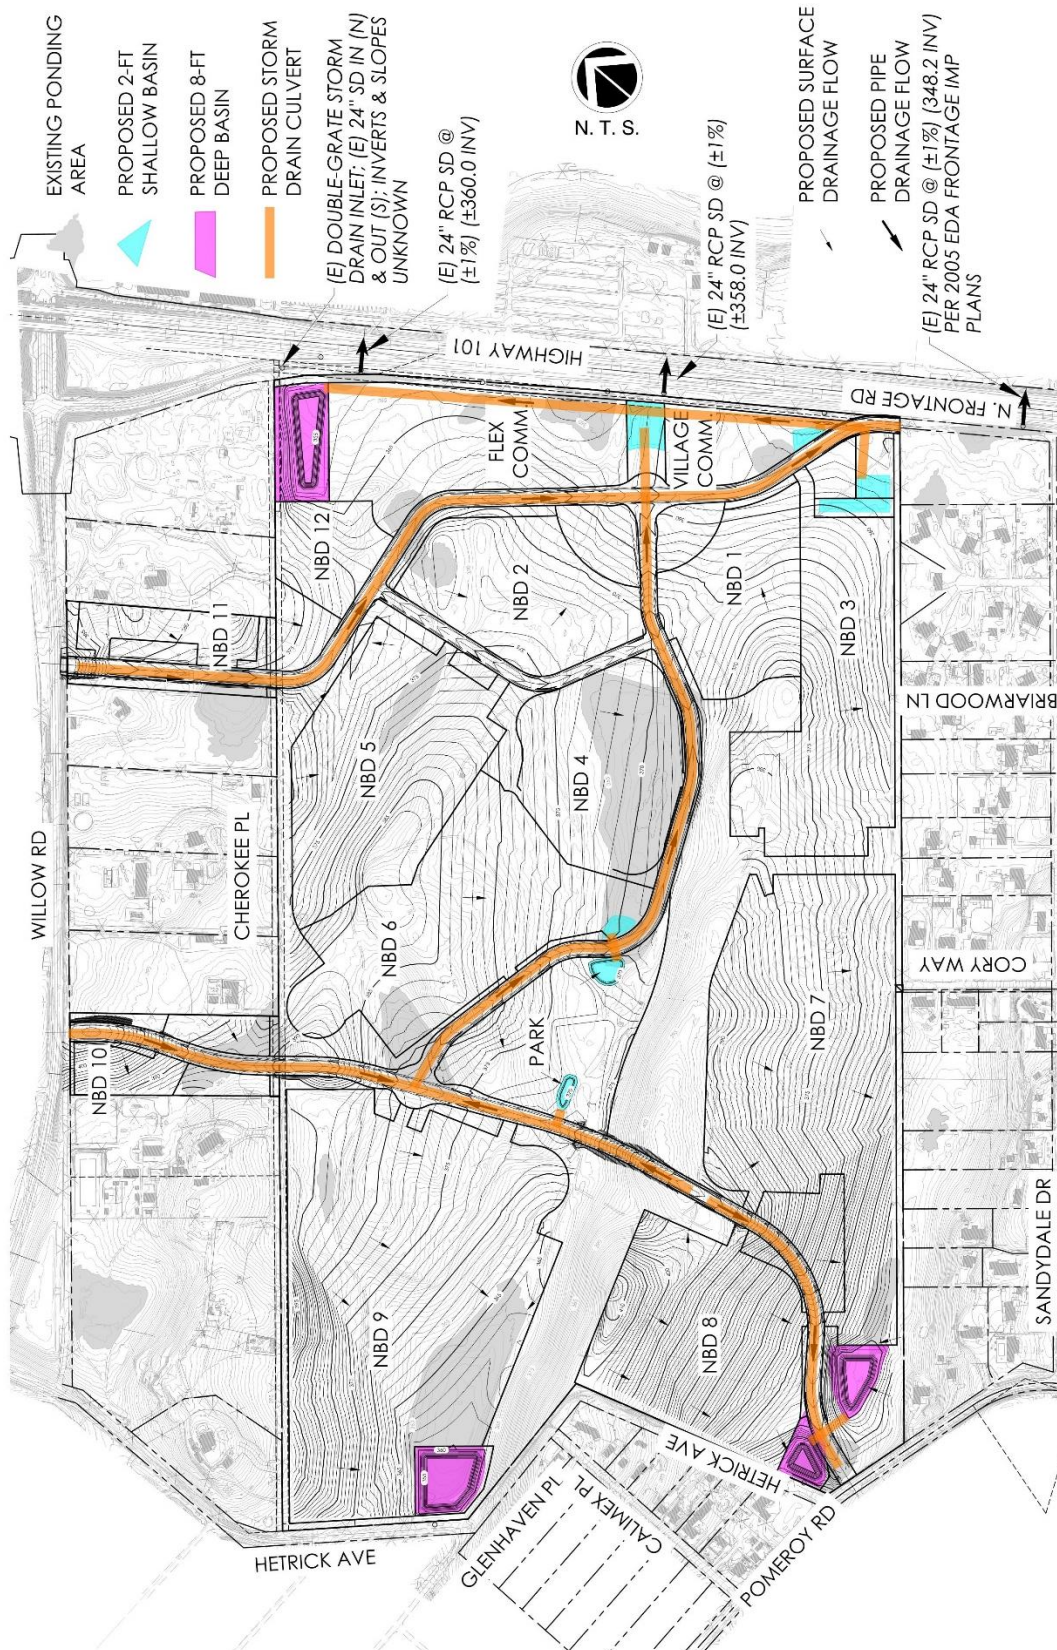 EXISTING PONDING
AREA
PROPOSED 2-FT
SHALLOW BASIN
PROPOSED 8-FT
DEEP BASIN
PROPOSED STORM
DRAIN CULVERT
(E) DOUBLE-GRATE STORM
DRAIN INLET; (E) 24" SD IN (N)
& OUT (S); INVERTS & SLOPES
UNKNOWN
(E) 24" RCP SD @
(±1%) (±360.0 INV)
N. T. S.
(E) 24" RCP SD @ (±1%)
(±358.0 INV)
PROPOSED SURFACE
DRAINAGE FLOW
PROPOSED PIPE
DRAINAGE FLOW
(E) 24" RCP SD @ (±1%) (348.2 INV)
PER 2005 EDA FRONTAGE IMP
PLANS
HIGHWAY 101
N. FRONTAGE RD
FLEX
COMM.
VILLAGE
COMM.
NBD 12
NBD 11
NBD 2
NBD 1
NBD 3
NBD 5
NBD 4
NBD 6
NBD 10
PARK
NBD 7
NBD 9
NBD 8
WILLOW RD
CHEROKEE PL
BRIARWOOD LN
CORY WAY
SANDYDALE DR
HETRICK AVE
HETRICK AVE
GLENHAVEN PL
CALIMEX PL
POMEROY RD